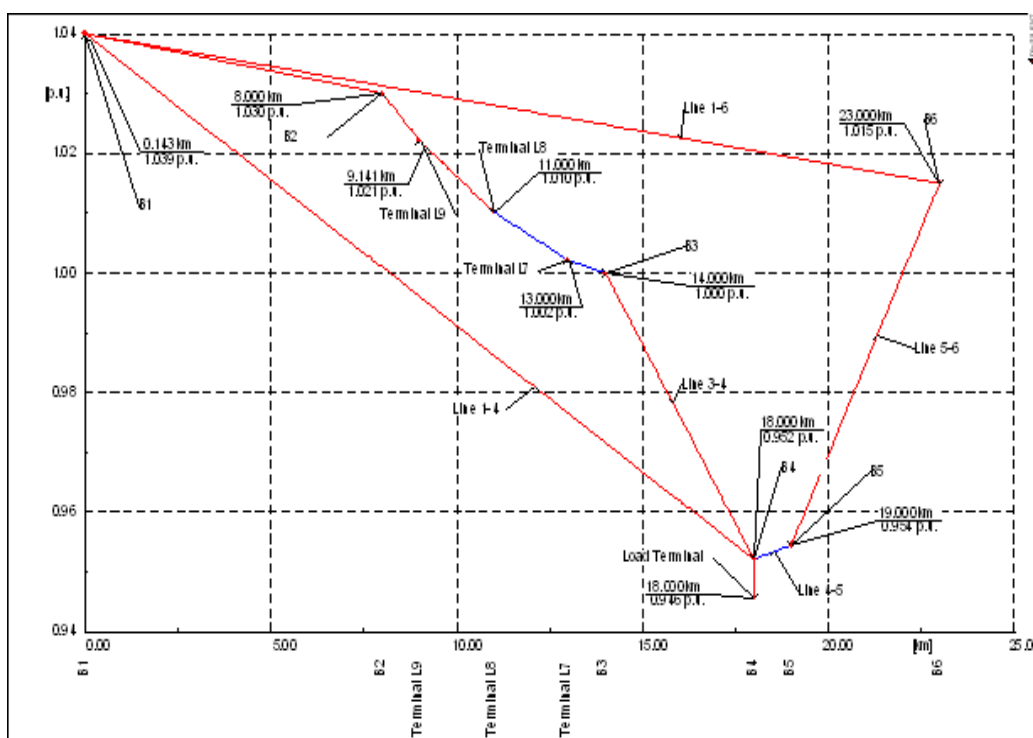 1.04
[p.u.]
8.000 km
1.030 p.u.
B2
0.143 km
1.039 p.u.
B1
Line 1-6
23.000 km
1.015 p.u.
B6
1.02
Terminal L8
11.000 km
1.010 p.u.
9.141 km
1.021 p.u.
Terminal L9
B3
1.00
Terminal L7
14.000 km
1.000 p.u.
13.000 km
1.002 p.u.
Line 5-6
0.98
Line 3-4
Line 1-4
18.000 km
0.952 p.u.
B4
B5
0.96
19.000 km
0.954 p.u.
Load Terminal
18.000 km
0.946 p.u.
Line 4-5
0.94
0.00
5.00
10.00
15.00
20.00
[km]
25.00
B1
B2
Terminal L9
Terminal L8
Terminal L7
B3
B4
B5
B6